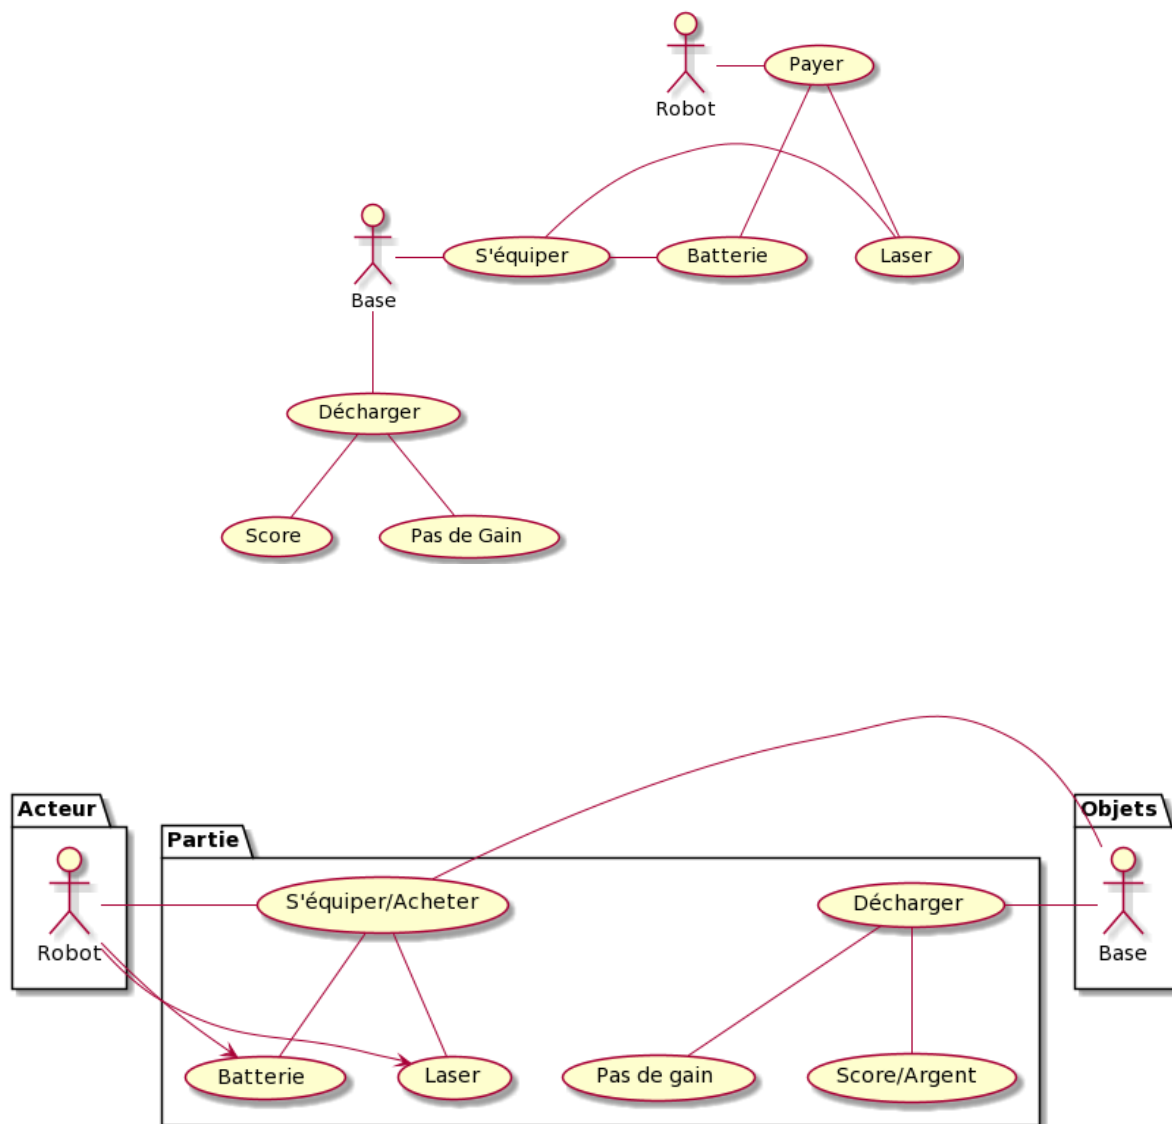 Payer
Robot
S'équiper
Batterie
Laser
Base
Décharger
Score
Pas de Gain
Acteur
Objets
Partie
S'équiper/Acheter
Décharger
Robot
Base
Batterie
Laser
Pas de gain
Score/Argent